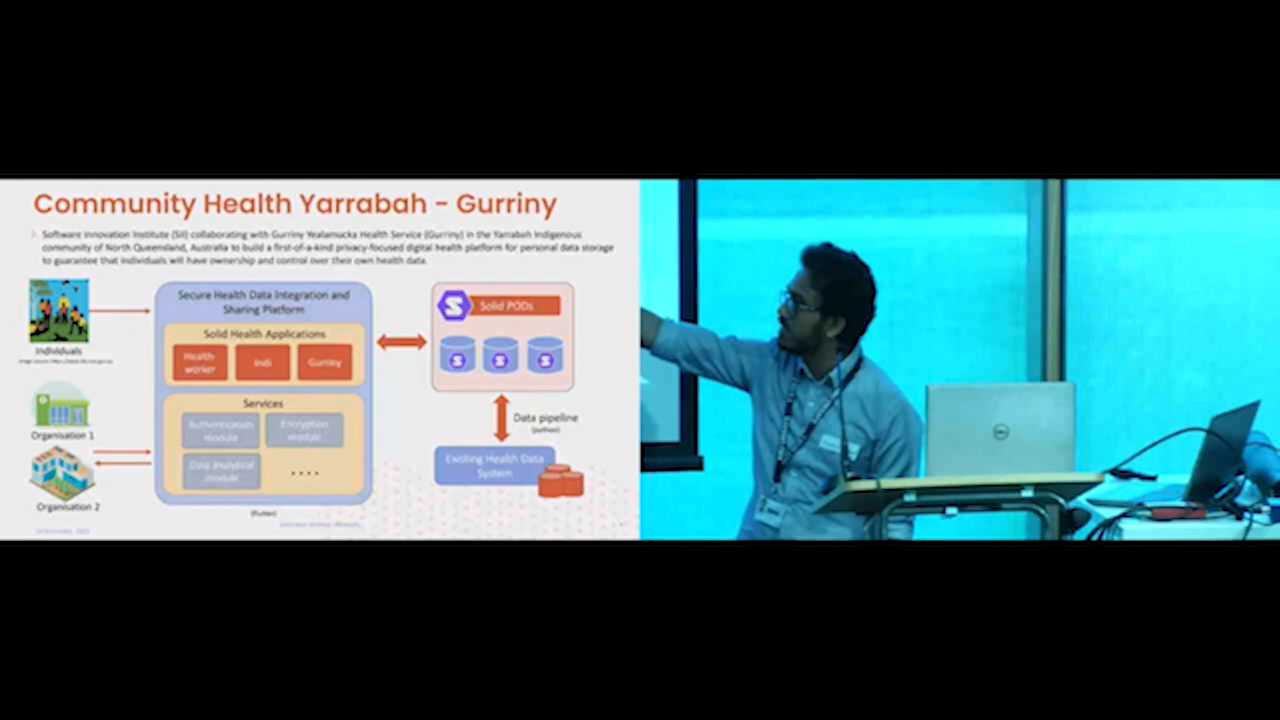 Community Health Yarrabah - Gurriny
Software Innovation Institute (SII) collaborating with Gurriny Yealamucka Health Service (Gurriny) in the Yarrabah Indigenous
community of North Queensland, Australia to build a first-of-a-kind privacy-focused digital health platform for personal data storage
to guarantee that individuals will have ownership and control over their own health data.
Individuals
Organisation 1
Organisation 2
Secure Health Data Integration and
Sharing Platform
Solid Health Applications
Health
worker
Indi
Gurriny
Services
Authentication
module
Encryption
module
Data analytical
module
. . . .
(flutter)
Solid PODs
Data pipeline
(python)
Existing Health Data
System
DELL